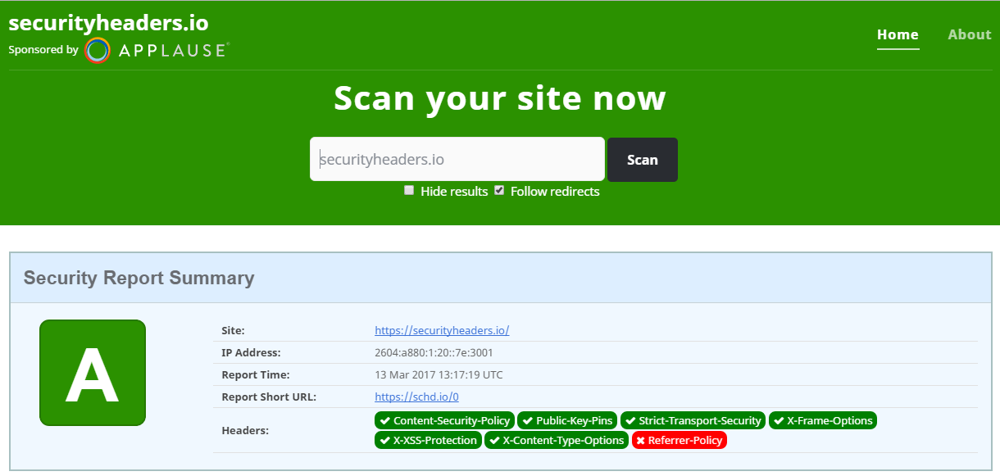 securityheaders.io
Home
About
Sponsored by APPLAUSE®
Scan your site now
securityheaders.io
Scan
Hide results Follow redirects
Security Report Summary
A
Site: https://securityheaders.io/
IP Address: 2604:a880:1:20::7e:3001
Report Time: 13 Mar 2017 13:17:19 UTC
Report Short URL: https://schd.io/0
Headers: Content-Security-Policy Public-Key-Pins Strict-Transport-Security X-Frame-Options
X-XSS-Protection X-Content-Type-Options Referrer-Policy